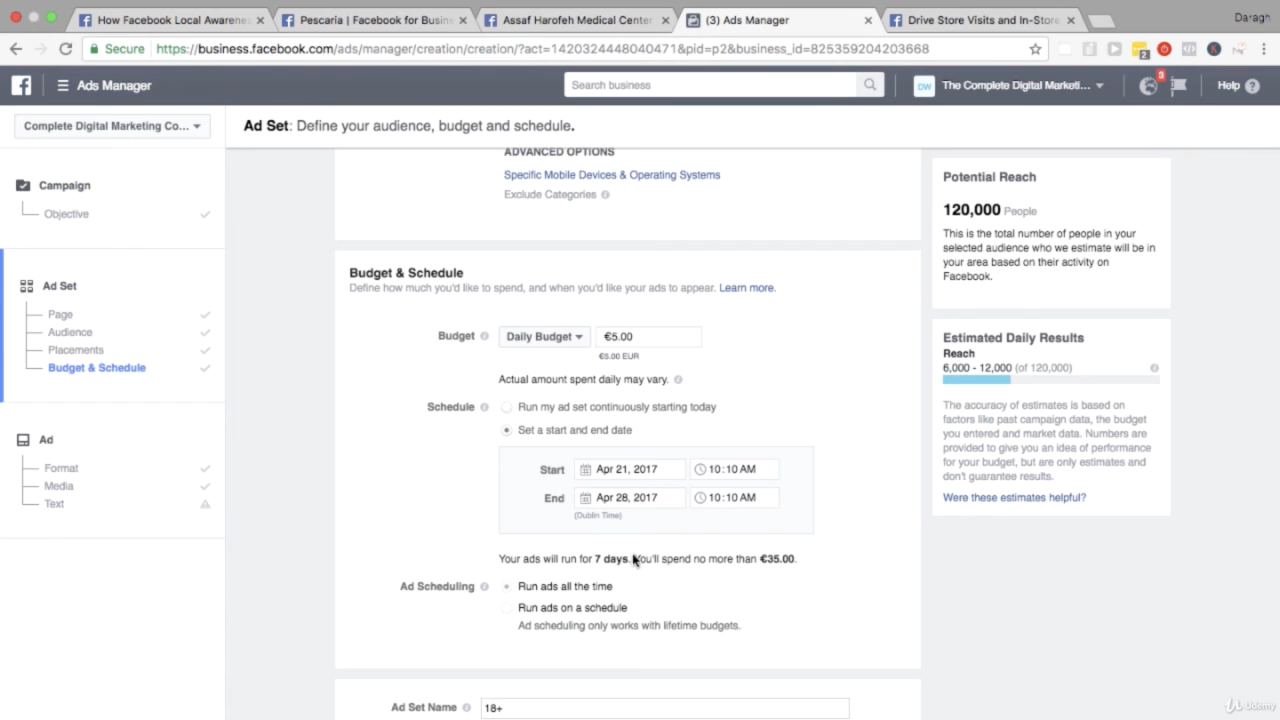 How Facebook Local Awarene
Pescaria | Facebook for Busin
Assaf Harofeh Medical Center
(3) Ads Manager
Drive Store Visits and In-Store
Daragh
Secure
https://business.facebook.com/ads/manager/creation/creation/?act=1420324448040471&pid=p2&business_id=825359204203668
2
Ads Manager
Search business
DW
The Complete Digital Marketi...
3
Help
Complete Digital Marketing Co...
Ad Set: Define your audience, budget and schedule.
Campaign
Objective
Ad Set
Page
Audience
Placements
Budget & Schedule
Ad
Format
Media
Text
ADVANCED OPTIONS
Specific Mobile Devices & Operating Systems
Exclude Categories
Budget & Schedule
Define how much you'd like to spend, and when you'd like your ads to appear. Learn more.
Budget
Daily Budget
€5.00
€5.00 EUR
Actual amount spent daily may vary.
Schedule
Run my ad set continuously starting today
Set a start and end date
Start
Apr 21, 2017
10:10 AM
End
Apr 28, 2017
10:10 AM
(Dublin Time)
Your ads will run for 7 days. You'll spend no more than €35.00.
Ad Scheduling
Run ads all the time
Run ads on a schedule
Ad scheduling only works with lifetime budgets.
Ad Set Name
18+
Potential Reach
120,000 People
This is the total number of people in your
selected audience who we estimate will be in
your area based on their activity on
Facebook.
Estimated Daily Results
Reach
6,000 - 12,000 (of 120,000)
The accuracy of estimates is based on
factors like past campaign data, the budget
you entered and market data. Numbers are
provided to give you an idea of performance
for your budget, but are only estimates and
don't guarantee results.
Were these estimates helpful?
Udemy